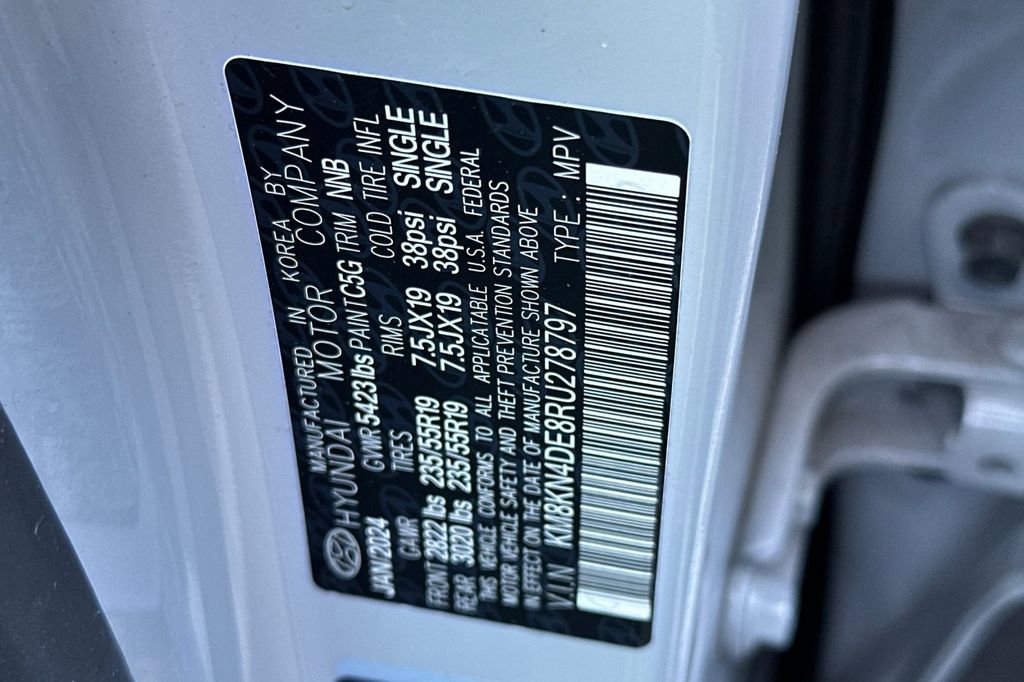 MANUFACTURED IN KOREA BY
HYUNDAI MOTOR COMPANY
JAN/2024 GVWR 5423 lbs PAINT C5G TRIM NNB
GAWR TIRES RIMS COLD TIRE INFL
FRONT 2822 lbs 235/55R19 7.5JX19 38psi SINGLE
REAR 3020 lbs 235/55R19 7.5JX19 38psi SINGLE
THIS VEHICLE CONFORMS TO ALL APPLICATABLE U.S.A. FEDERAL
MOTOR VEHICLE SAFETY AND THEFT PREVENTION STANDARDS
IN EFFECT ON THE DATE OF MANUFACTURE SHOWN ABOVE
V.I.N KM8KN4DE8RU278797 TYPE : MPV